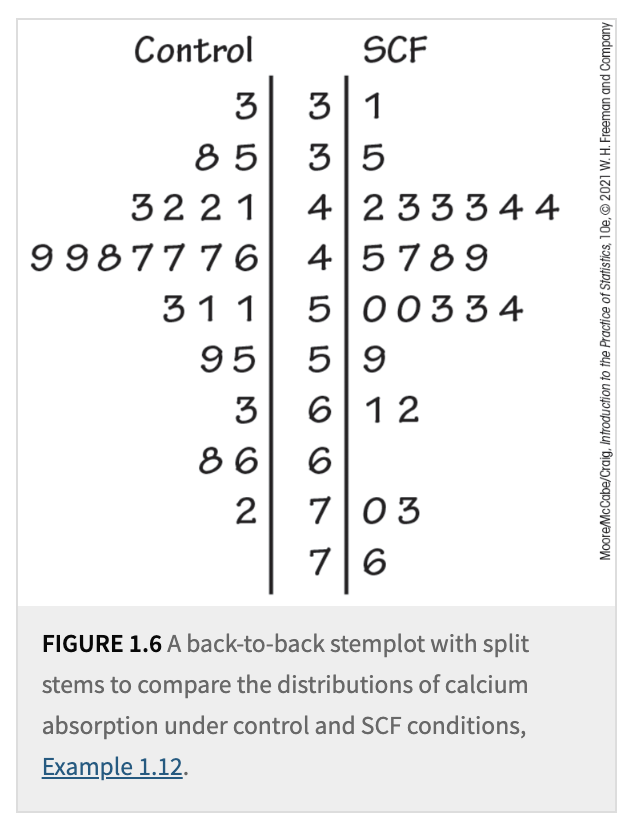 Control SCF
3 3 1
8 5 3 5
3 2 2 1 4 2 3 3 3 4 4
9 9 8 7 7 7 6 4 5 7 8 9
3 1 1 5 0 0 3 3 4
9 5 5 9
3 6 1 2
8 6 6
2 7 0 3
7 6
Moore/McCabe/Craig, Introduction to the Practice of Statistics, 10e, © 2021 W. H. Freeman and Company
FIGURE 1.6 A back-to-back stemplot with split
stems to compare the distributions of calcium
absorption under control and SCF conditions,
Example 1.12.